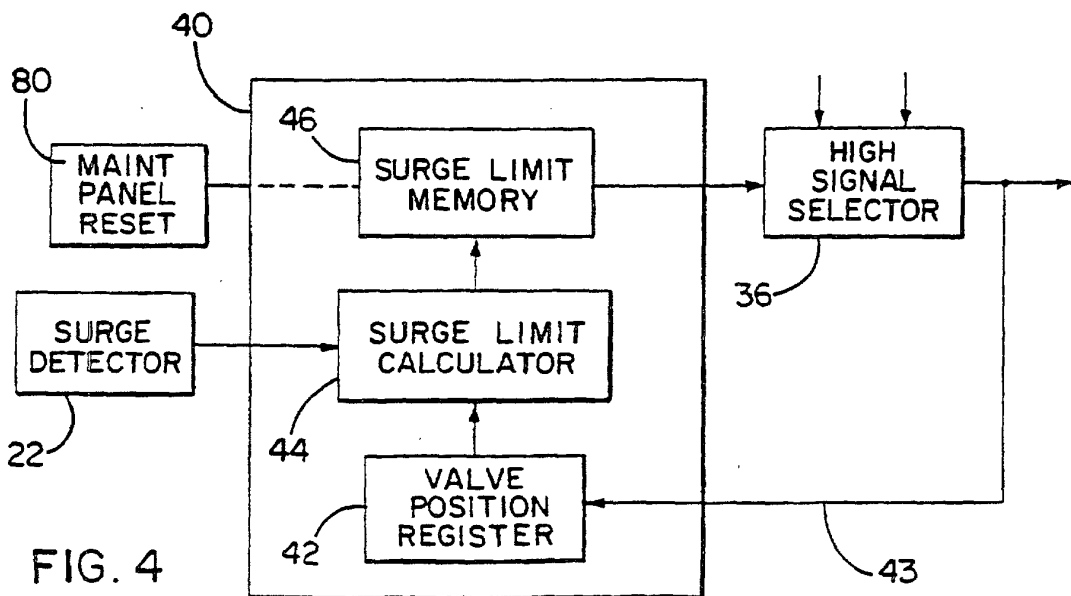 40
80
MAINT
PANEL
RESET
46
SURGE LIMIT
MEMORY
HIGH
SIGNAL
SELECTOR
36
SURGE
DETECTOR
22
SURGE LIMIT
CALCULATOR
44
VALVE
POSITION
REGISTER
42
43
FIG. 4